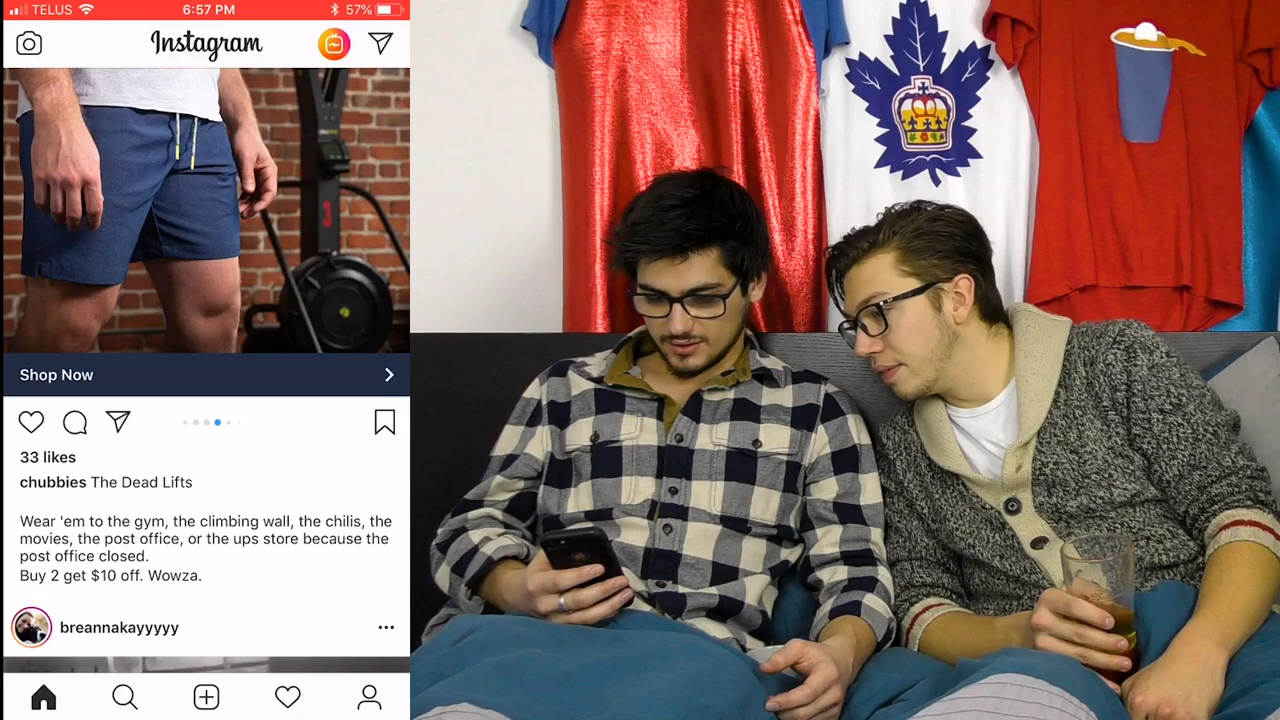 TELUS 6:57 PM 57%
Instagram
Shop Now
33 likes
chubbies The Dead Lifts
Wear 'em to the gym, the climbing wall, the chilis, the
movies, the post office, or the ups store because the
post office closed.
Buy 2 get $10 off. Wowza.
breannakayyyyy